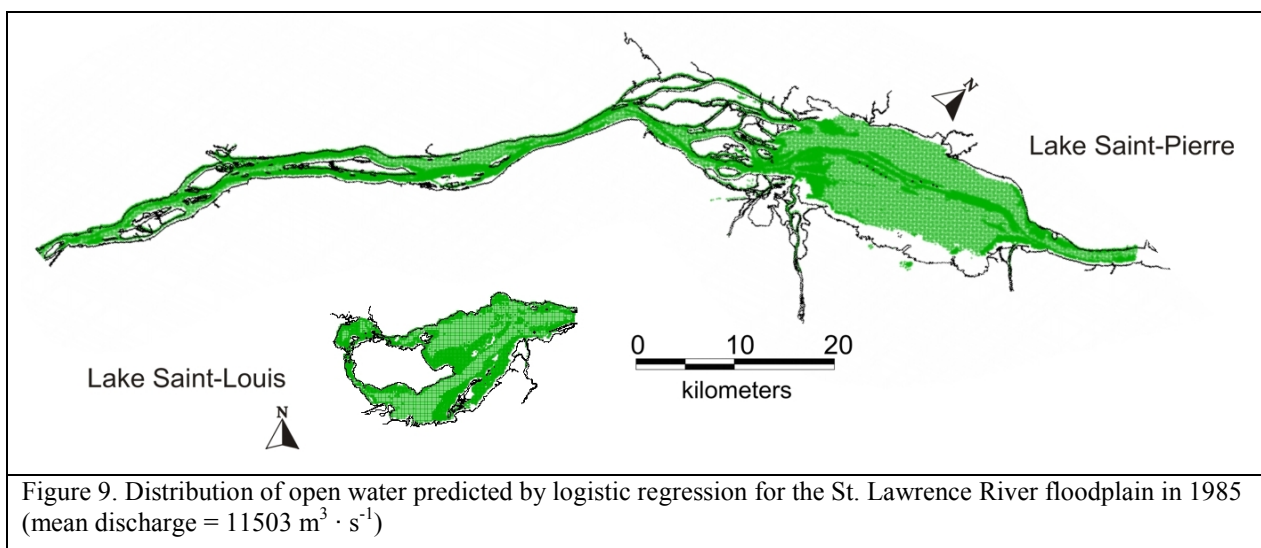 N
Lake Saint-Pierre
0 10 20
kilometers
Lake Saint-Louis
N
Figure 9. Distribution of open water predicted by logistic regression for the St. Lawrence River floodplain in 1985
(mean discharge = 11503 m³ · s⁻¹)